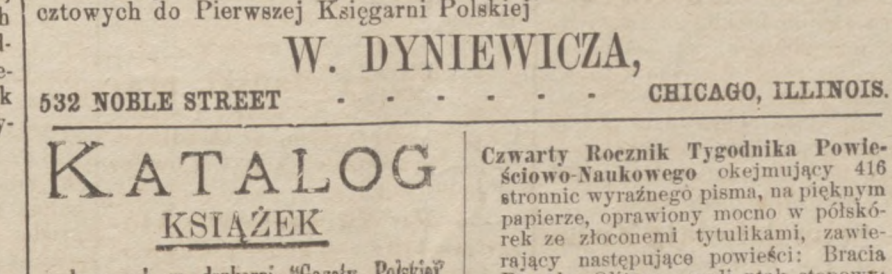 cztowych do Pierwszej Księgarni Polskiej
W. DYNIEWICZA,
532 NOBLE STREET - - - - - - CHICAGO, ILLINOIS.
KATALOG
KSIĄŻEK
Czwarty Rocznik Tygodnika Powie-
ściowo-Naukowego okejmujący 416
stronnic wyraźnego pisma, na pięknym
papierze, oprawiony mocno w półskó-
rek ze złoconemi tytulikami, zawie-
rający następujące powieści: Bracia